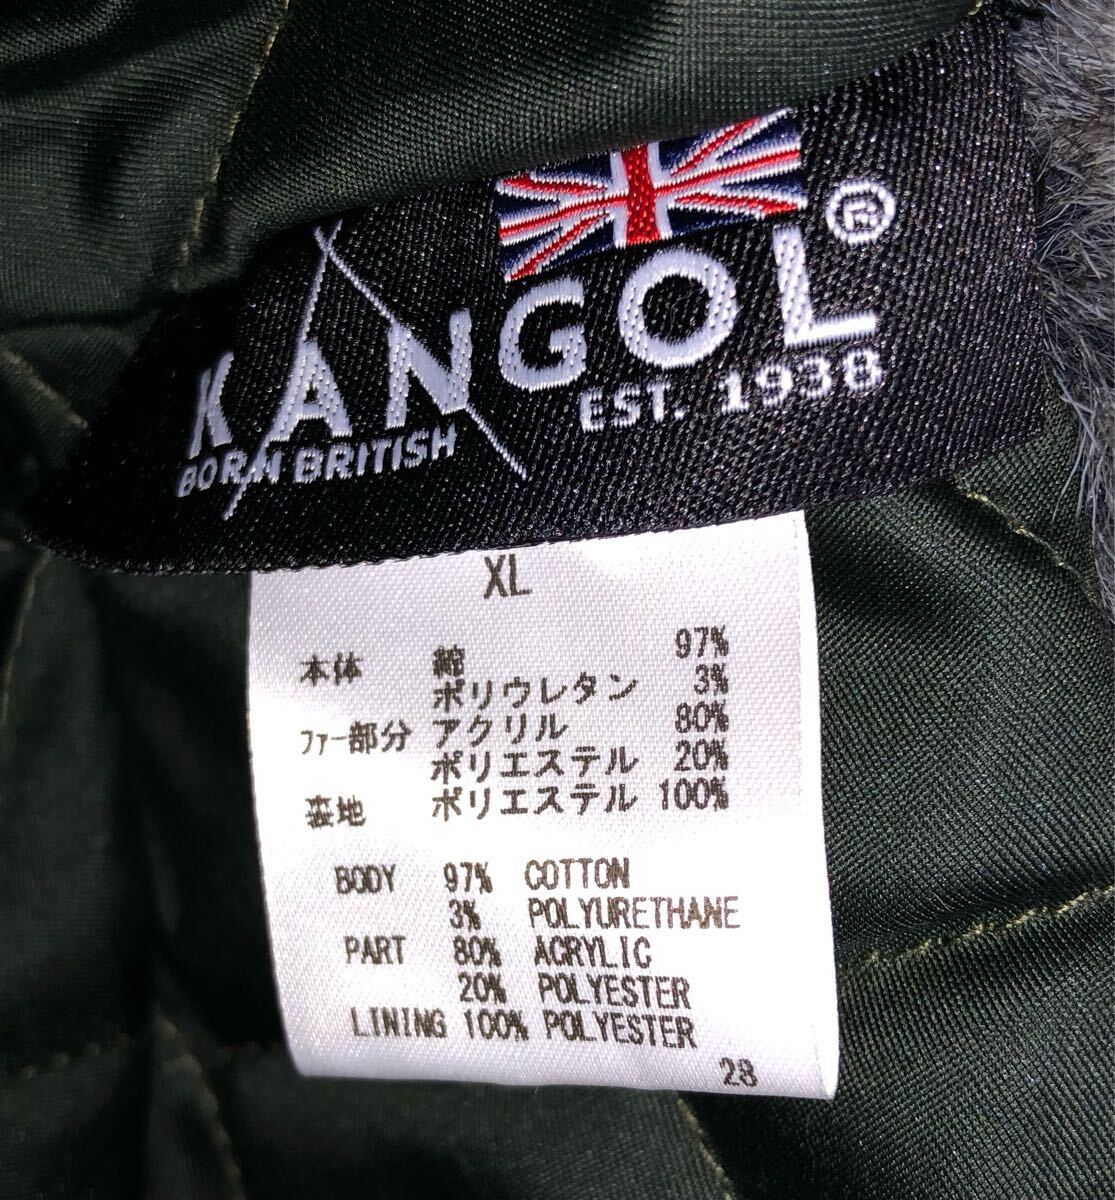 KANGOL®
BORN BRITISH
EST. 1938
XL
本体 綿 97%
ポリウレタン 3%
ファー部分 アクリル 80%
ポリエステル 20%
裏地 ポリエステル 100%
BODY 97% COTTON
3% POLYURETHANE
PART 80% ACRYLIC
20% POLYESTER
LINING 100% POLYESTER
28